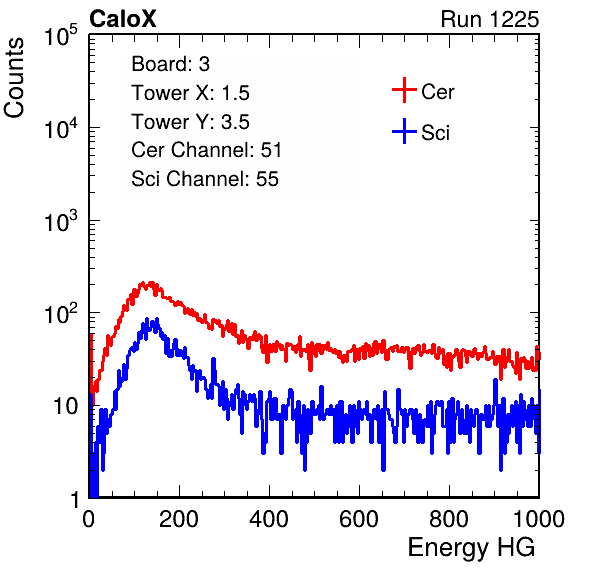 CaloX Run 1225
Counts
Board: 3
Tower X: 1.5
Tower Y: 3.5
Cer Channel: 51
Sci Channel: 55
Cer
Sci
10^5
10^4
10^3
10^2
10
1
0 200 400 600 800 1000
Energy HG